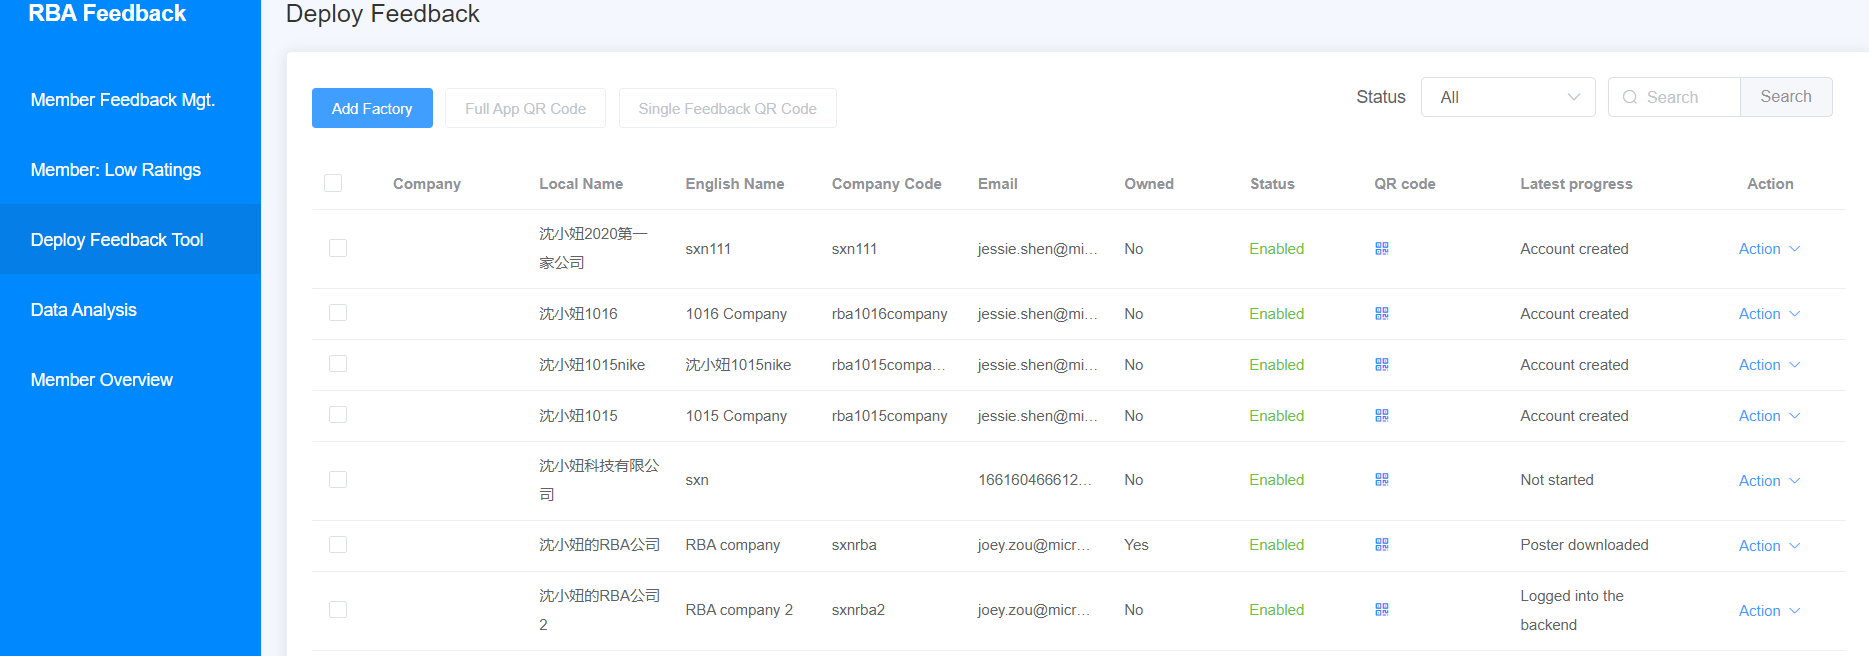 RBA Feedback
Deploy Feedback
Member Feedback Mgt.
Member: Low Ratings
Deploy Feedback Tool
Data Analysis
Member Overview
Add Factory Full App QR Code Single Feedback QR Code Status All Search Search
Company Local Name English Name Company Code Email Owned Status QR code Latest progress Action
沈小妞2020第一
家公司 sxn111 sxn111 jessie.shen@mi... No Enabled Account created Action
沈小妞1016 1016 Company rba1016company jessie.shen@mi... No Enabled Account created Action
沈小妞1015nike 沈小妞1015nike rba1015compa... jessie.shen@mi... No Enabled Account created Action
沈小妞1015 1015 Company rba1015company jessie.shen@mi... No Enabled Account created Action
沈小妞科技有限公
司 sxn 166160466612... No Enabled Not started Action
沈小妞的RBA公司 RBA company sxnrba joey.zou@micr... Yes Enabled Poster downloaded Action
沈小妞的RBA公司
2 RBA company 2 sxnrba2 joey.zou@micr... No Enabled Logged into the
backend Action